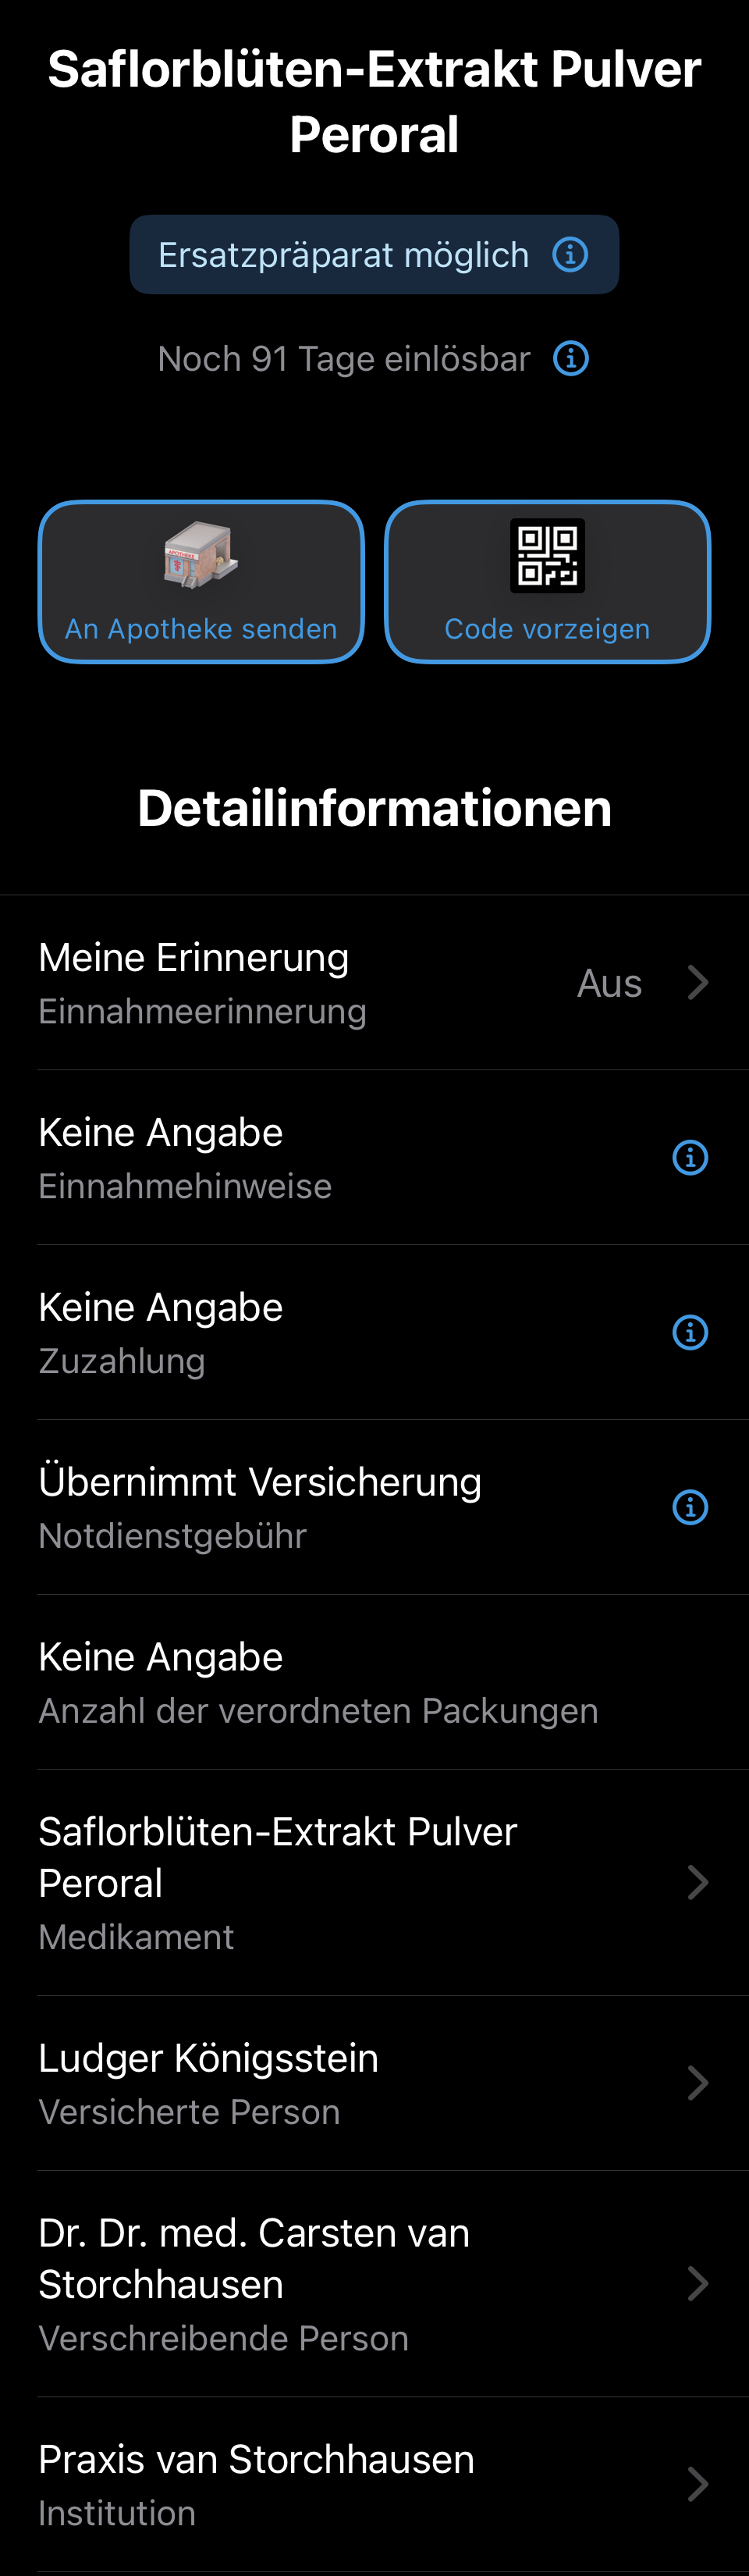 Saflorblüten-Extrakt Pulver
Peroral
Ersatzpräparat möglich
Noch 91 Tage einlösbar
APOTHEKE
An Apotheke senden
Code vorzeigen
Detailinformationen
Meine Erinnerung
Einnahmeerinnerung
Aus
Keine Angabe
Einnahmehinweise
Keine Angabe
Zuzahlung
Übernimmt Versicherung
Notdienstgebühr
Keine Angabe
Anzahl der verordneten Packungen
Saflorblüten-Extrakt Pulver
Peroral
Medikament
Ludger Königsstein
Versicherte Person
Dr. Dr. med. Carsten van
Storchhausen
Verschreibende Person
Praxis van Storchhausen
Institution